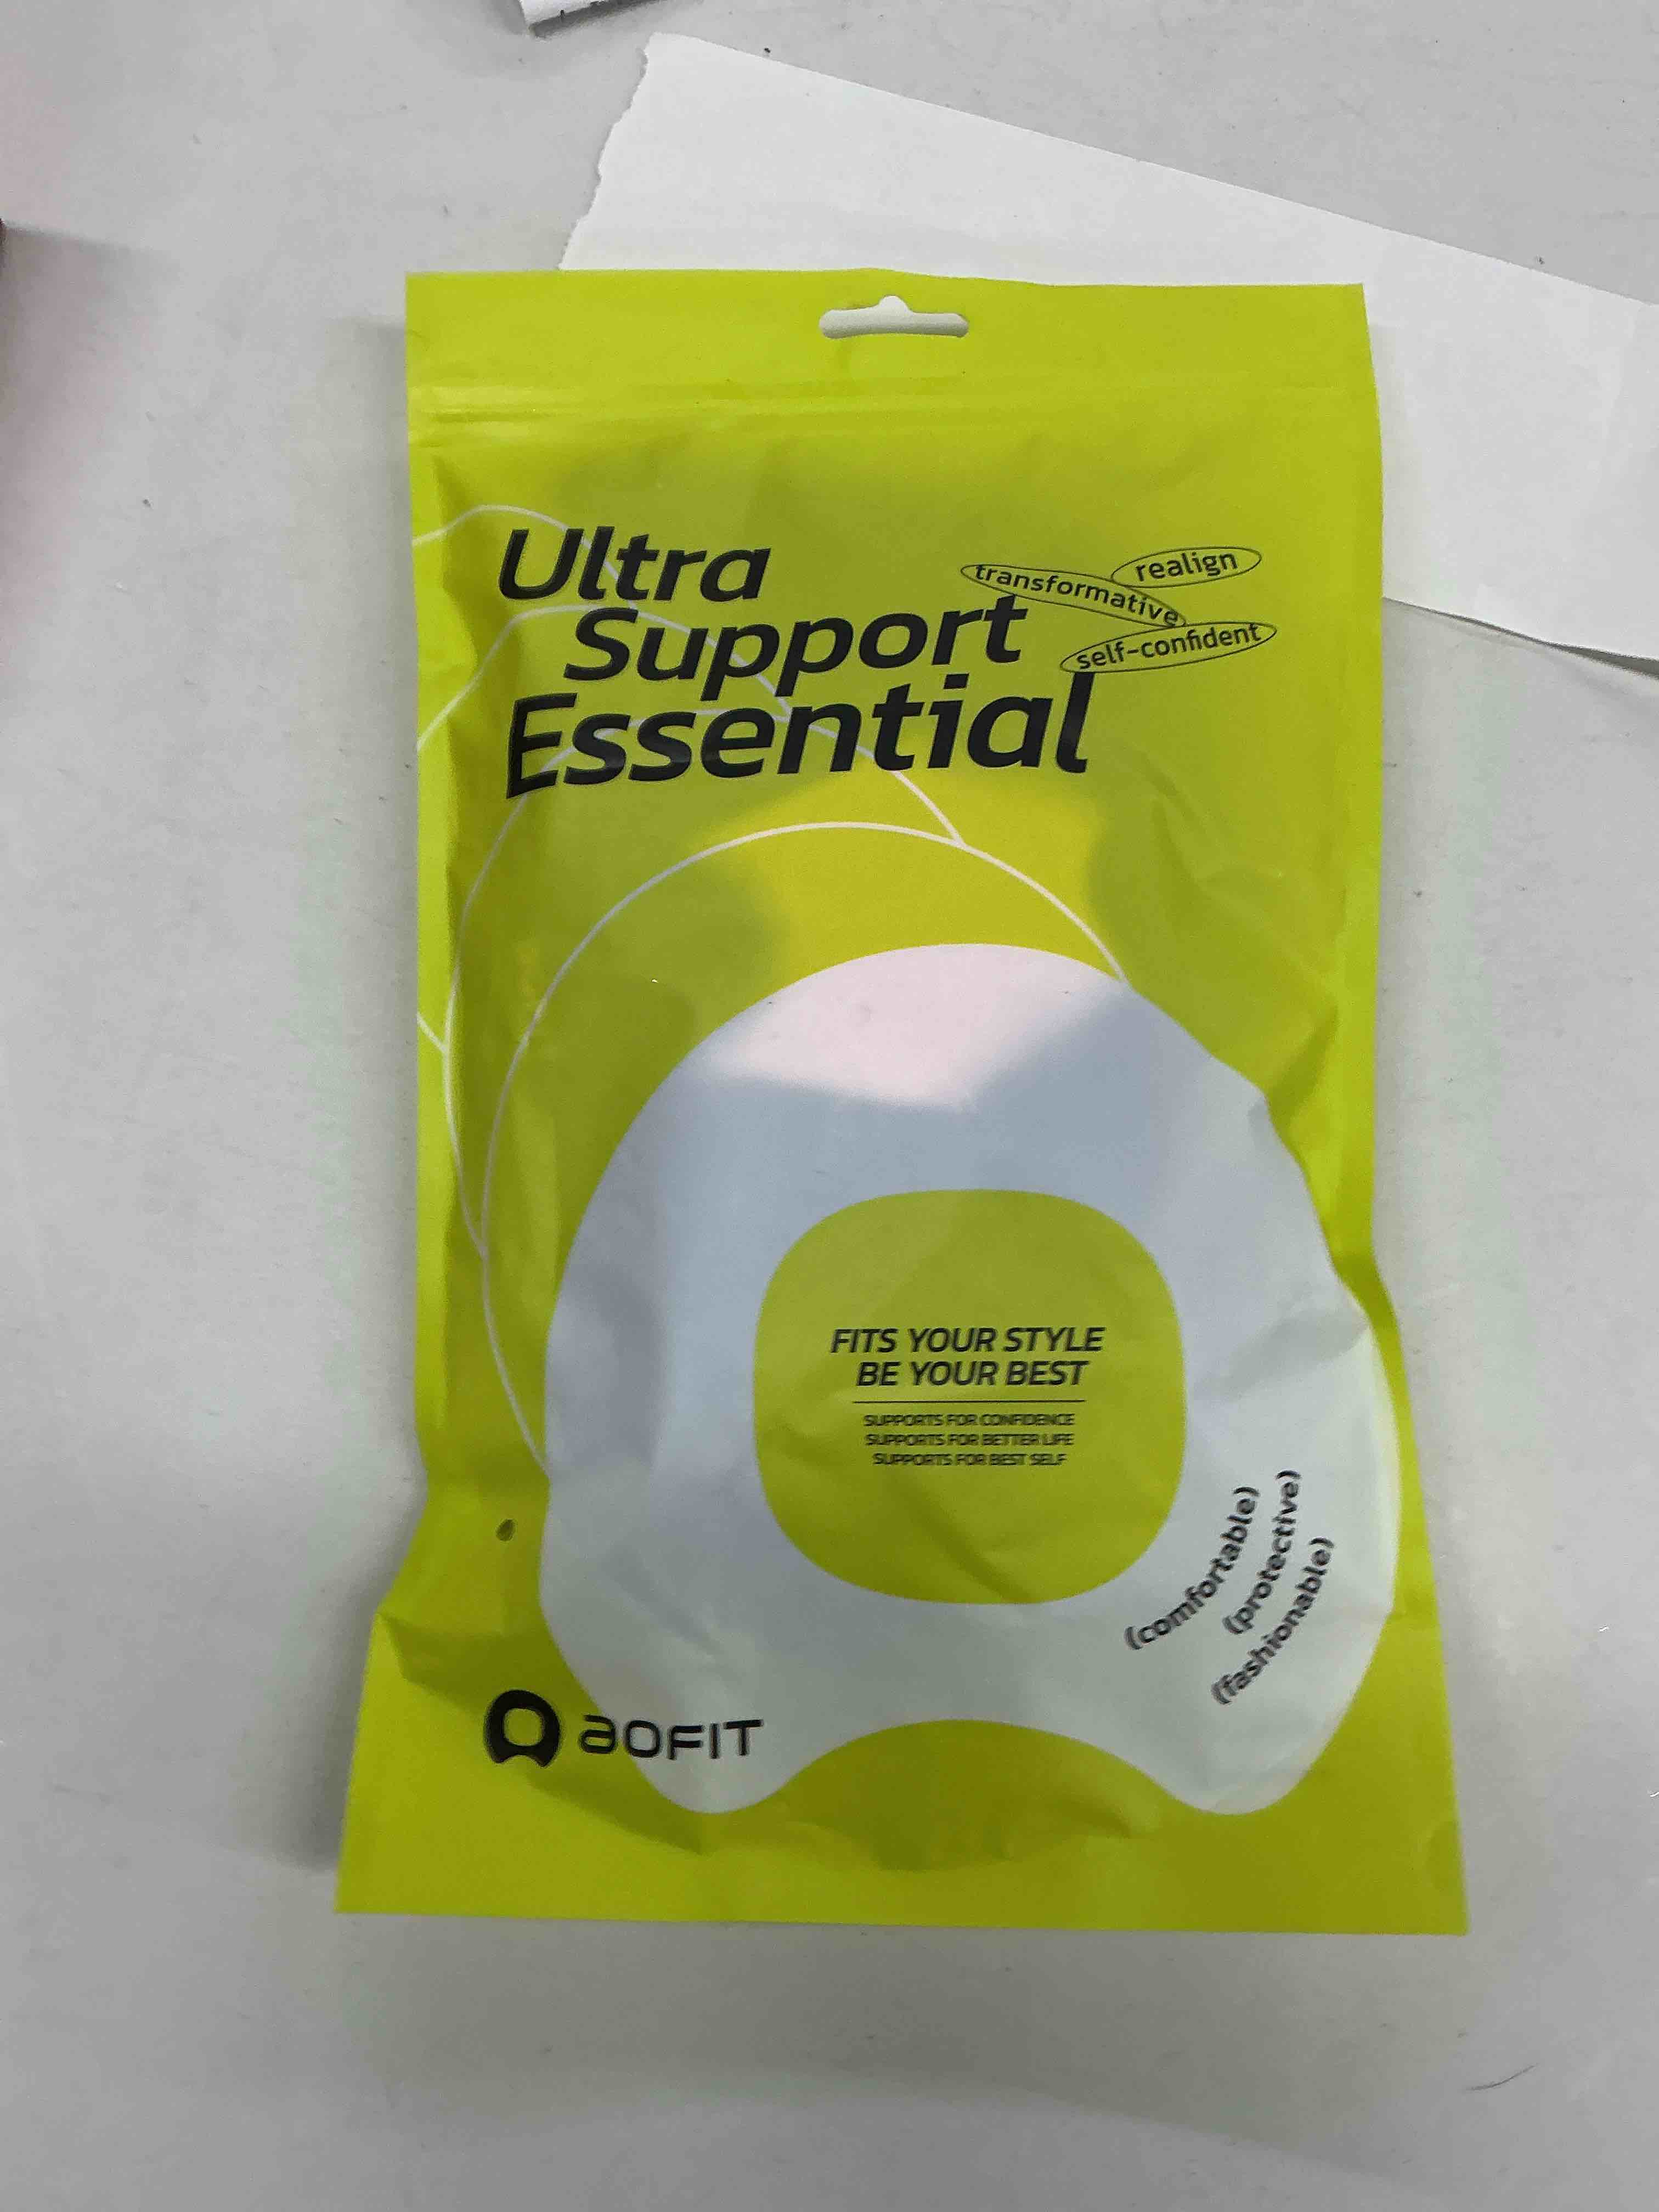 Ultra
Support
Essential
realign
transformative
self-confident
FITS YOUR STYLE
BE YOUR BEST
SUPPORTS FOR CONFIDENCE
SUPPORTS FOR BETTER LIFE
SUPPORTS FOR BEST SELF
(comfortable)
(protective)
(fashionable)
AOFIT